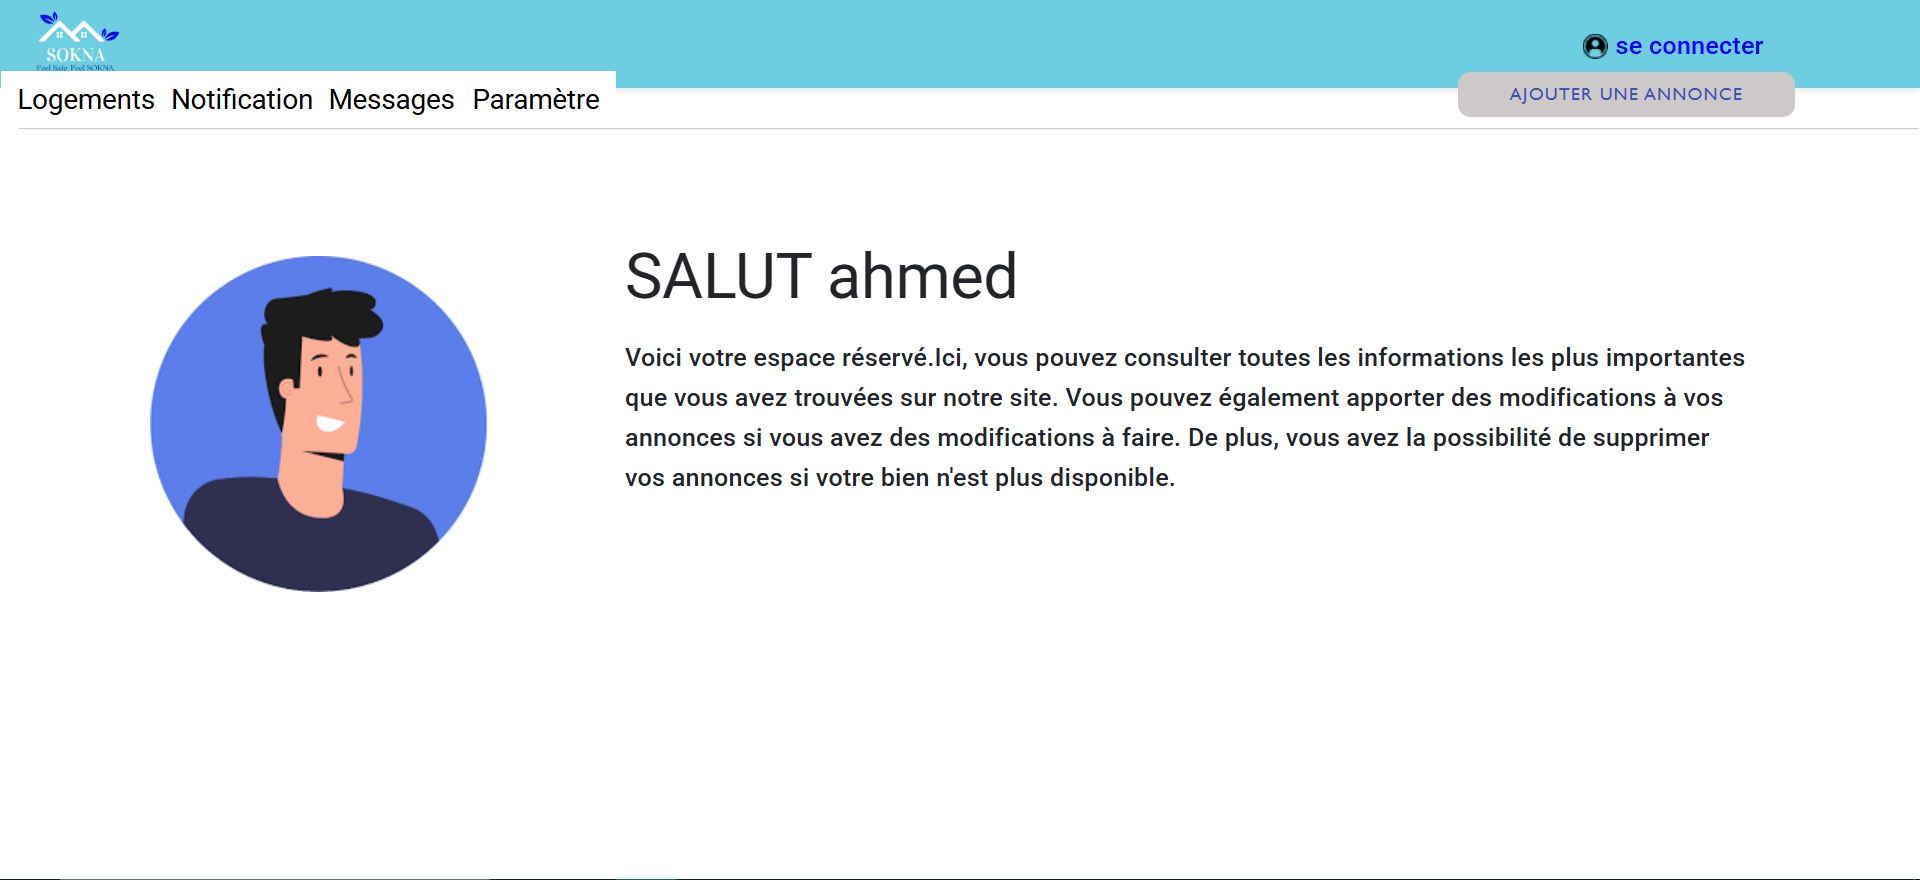 SOKNA
Feel Safe. Feel SOKNA.
se connecter
Logements Notification Messages Paramètre
AJOUTER UNE ANNONCE
SALUT ahmed
Voici votre espace réservé.Ici, vous pouvez consulter toutes les informations les plus importantes
que vous avez trouvées sur notre site. Vous pouvez également apporter des modifications à vos
annonces si vous avez des modifications à faire. De plus, vous avez la possibilité de supprimer
vos annonces si votre bien n'est plus disponible.